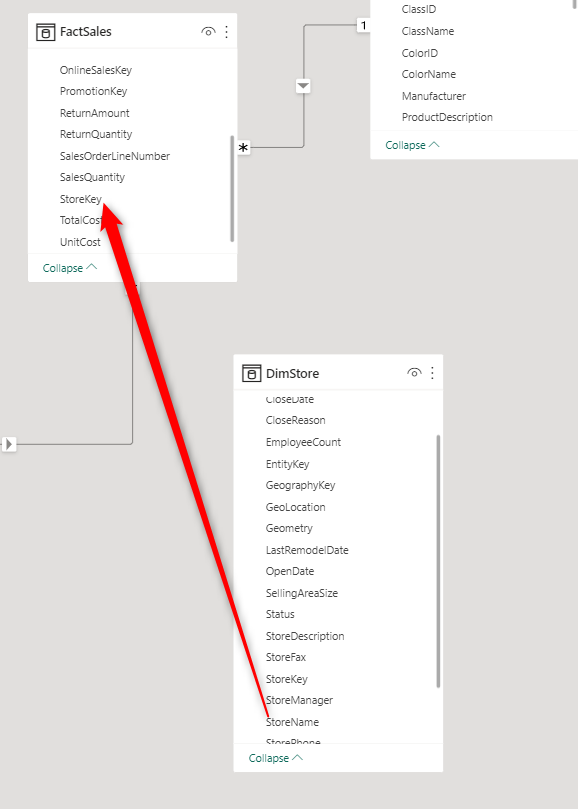 FactSales
OnlineSalesKey
PromotionKey
ReturnAmount
ReturnQuantity
SalesOrderLineNumber
SalesQuantity
StoreKey
TotalCost
UnitCost
Collapse
*
1
ClassID
ClassName
ColorID
ColorName
Manufacturer
ProductDescription
Collapse
DimStore
CloseDate
CloseReason
EmployeeCount
EntityKey
GeographyKey
GeoLocation
Geometry
LastRemodelDate
OpenDate
SellingAreaSize
Status
StoreDescription
StoreFax
StoreKey
StoreManager
StoreName
StorePhone
Collapse